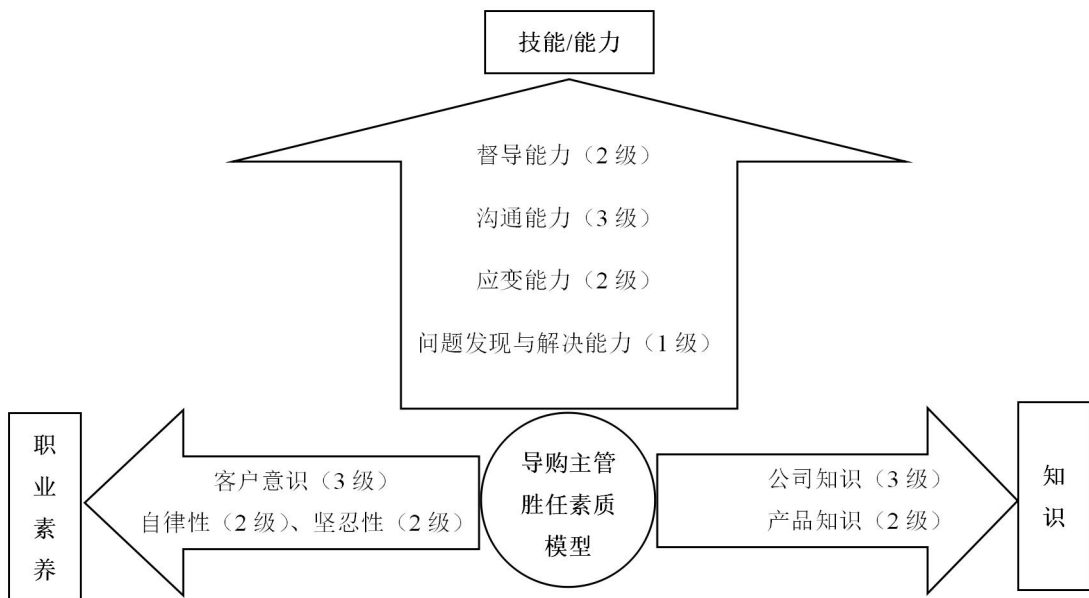 技能/能力
督导能力（2 级）
沟通能力（3 级）
应变能力（2 级）
问题发现与解决能力（1 级）
职业素养
客户意识（3 级）
自律性（2 级）、坚忍性（2 级）
导购主管
胜任素质
模型
公司知识（3 级）
产品知识（2 级）
知识